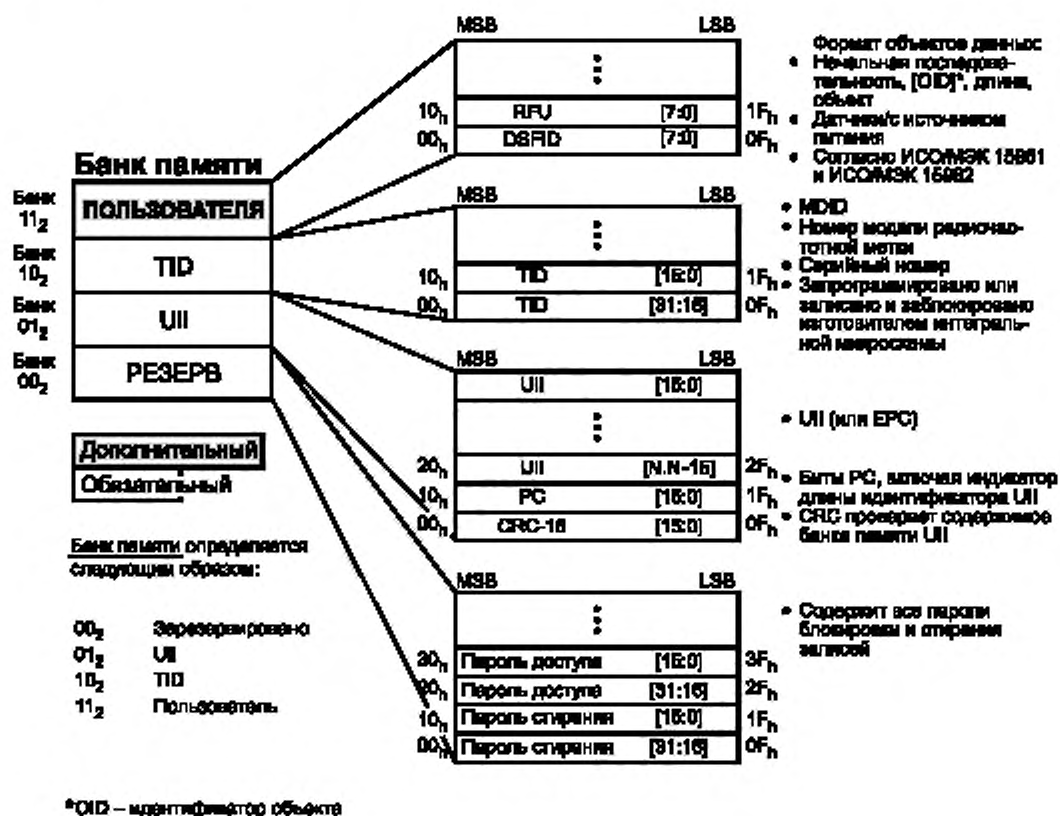 MSB LSB
10h RFU [7:0] 1Fh
00h DSFID [7:0] 0Fh
Формат объектов данных:
• Начальная последова-
тельность, [OID]*, длина,
объект
• Датчики/с источником
питания
• Согласно ИСО/МЭК 15961
и ИСО/МЭК 15962
Банк памяти
Банк 11₂ ПОЛЬЗОВАТЕЛЯ
Банк 10₂ TID
Банк 01₂ UII
Банк 00₂ РЕЗЕРВ
MSB LSB
10h TID [15:0] 1Fh
00h TID [31:16] 0Fh
• MDID
• Номер модели радиочас-
тотной метки
• Серийный номер
• Запрограммировано или
записано и заблокировано
изготовителем интеграль-
ной микросхемы
MSB LSB
UII [15:0]
20h UII [N:N-15] 2Fh
10h PC [15:0] 1Fh
00h CRC-16 [15:0] 0Fh
• UII (или EPC)
• Биты PC, включая индикатор
длины идентификатора UII
• CRC проверяет содержимое
банка памяти UII
Дополнительный
Обязательный
Банк памяти определяется
следующим образом:
00₂ Зарезервировано
01₂ UII
10₂ TID
11₂ Пользователь
MSB LSB
30h Пароль доступа [15:0] 3Fh
20h Пароль доступа [31:16] 2Fh
10h Пароль стирания [15:0] 1Fh
00h Пароль стирания [31:16] 0Fh
• Содержит все пароли
блокировки и стирания
записей
*OID – идентификатор объекта